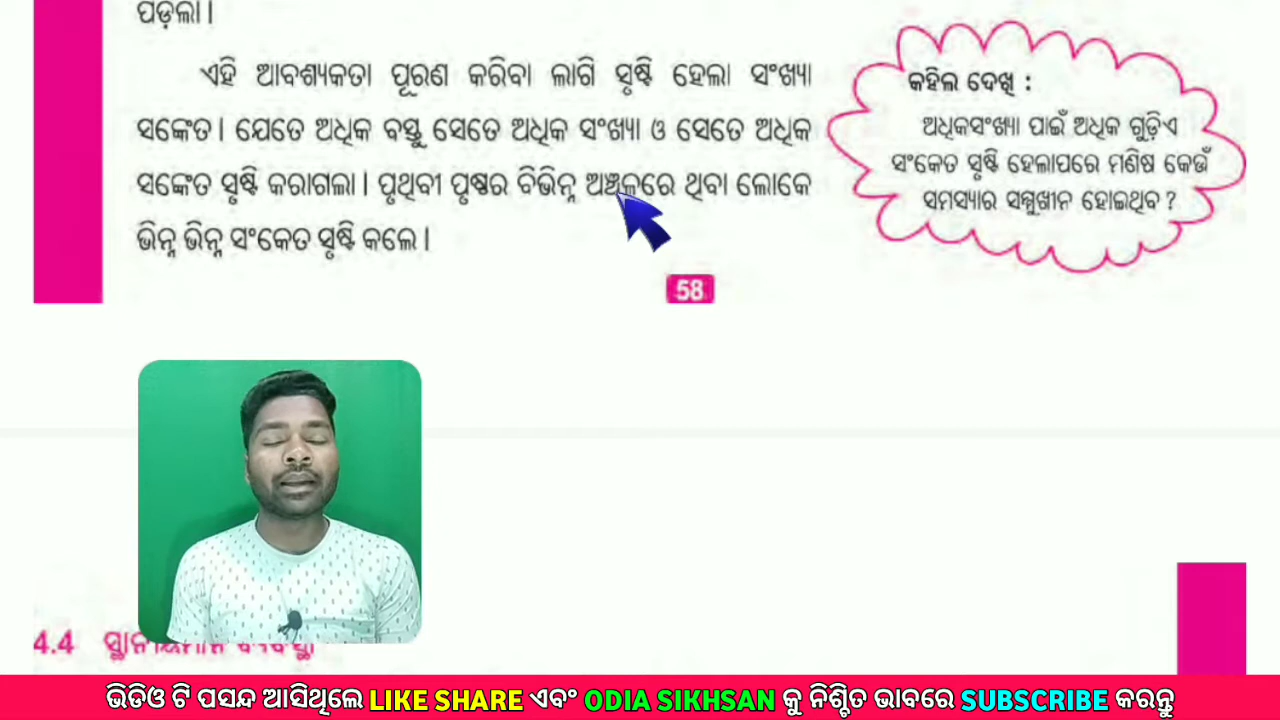 ପଡ଼ିଲା ।
ଏହି ଆବଶ୍ୟକତା ପୂରଣ କରିବା ଲାଗି ସୃଷ୍ଟି ହେଲା ସଂଖ୍ୟା
ସଙ୍କେତ । ଯେତେ ଅଧିକ ବସ୍ତୁ ସେତେ ଅଧିକ ସଂଖ୍ୟା ଓ ସେତେ ଅଧିକ
ସଙ୍କେତ ସୃଷ୍ଟି କରାଗଲା । ପୃଥିବୀ ପୃଷ୍ଠର ବିଭିନ୍ନ ଅଞ୍ଚଳରେ ଥିବା ଲୋକେ
ଭିନ୍ନ ଭିନ୍ନ ସଂକେତ ସୃଷ୍ଟି କଲେ ।
କହିଲ ଦେଖି :
ଅଧିକସଂଖ୍ୟା ପାଇଁ ଅଧିକ ଗୁଡ଼ିଏ
ସଂକେତ ସୃଷ୍ଟି ହେଲାପରେ ମଣିଷ କେଉଁ
ସମସ୍ୟାର ସମ୍ମୁଖୀନ ହୋଇଥିବ ?
58
4.4 ସ୍ଥାନୀୟମାନ ବ୍ୟବସ୍ଥା
ଭିଡିଓ ଟି ପସନ୍ଦ ଆସିଥିଲେ LIKE SHARE ଏବଂ ODIA SIKHSAN କୁ ନିଶ୍ଚିତ ଭାବରେ SUBSCRIBE କରନ୍ତୁ